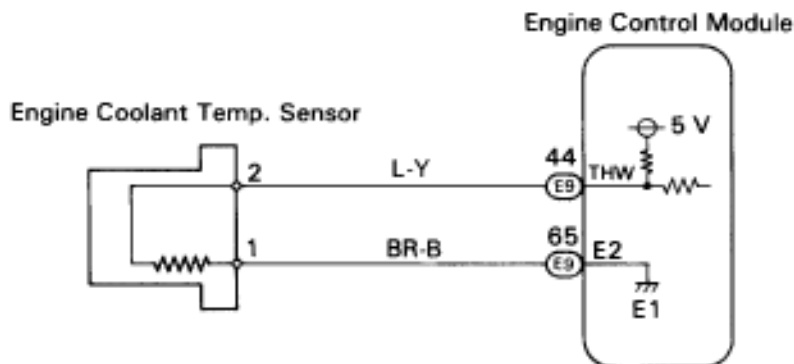 Engine Control Module
Engine Coolant Temp. Sensor
5 V
2
L-Y
44
E9
THW
1
BR-B
65
E9
E2
E1